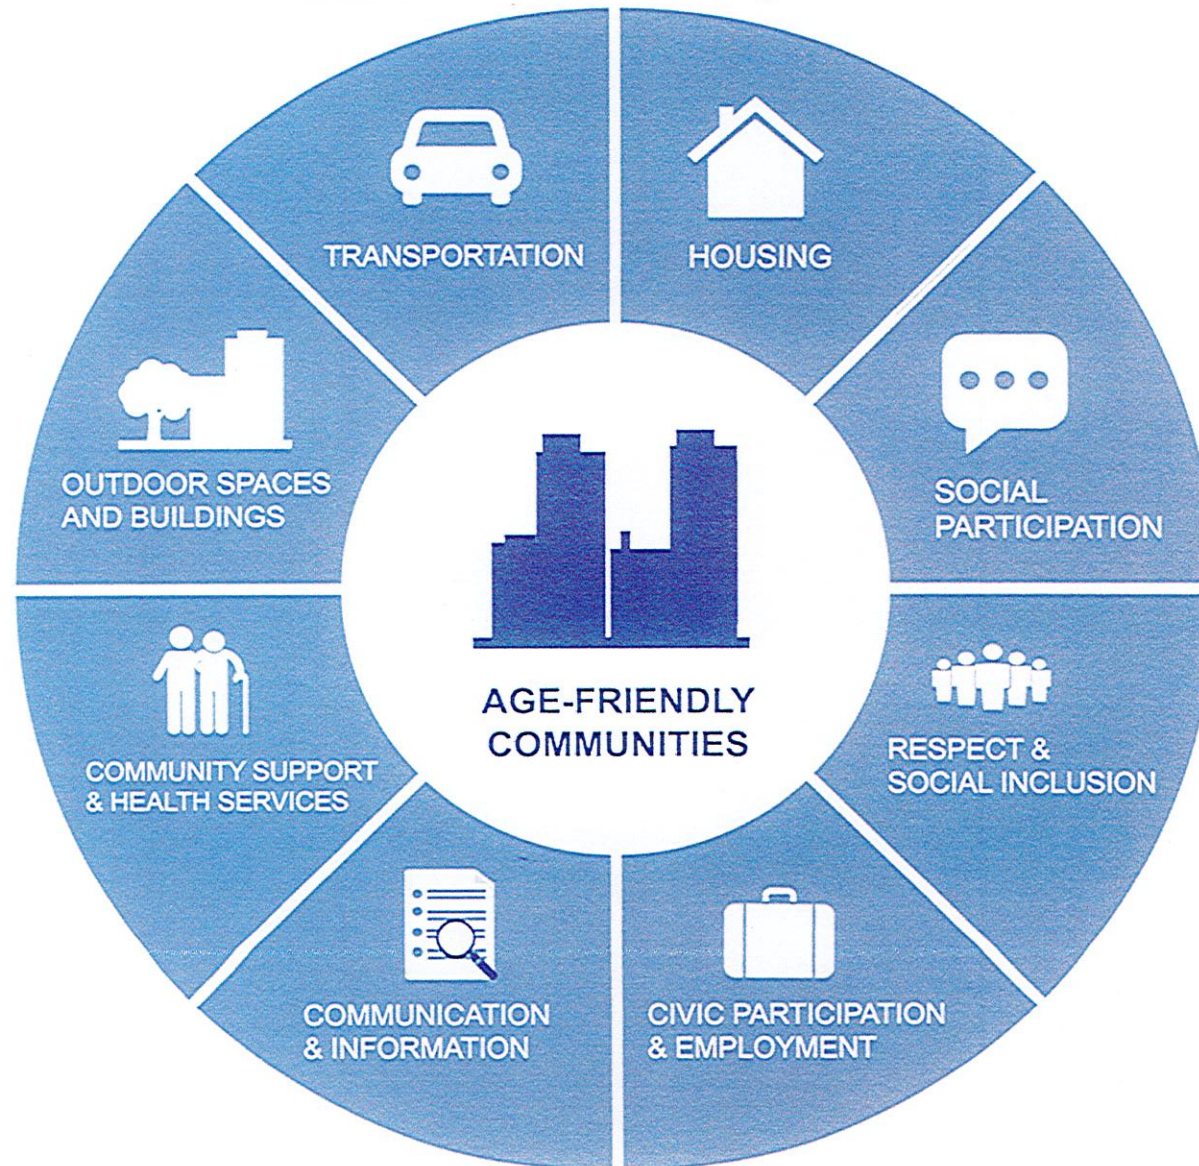 TRANSPORTATION
HOUSING
OUTDOOR SPACES
AND BUILDINGS
SOCIAL
PARTICIPATION
AGE-FRIENDLY
COMMUNITIES
COMMUNITY SUPPORT
& HEALTH SERVICES
RESPECT &
SOCIAL INCLUSION
COMMUNICATION
& INFORMATION
CIVIC PARTICIPATION
& EMPLOYMENT